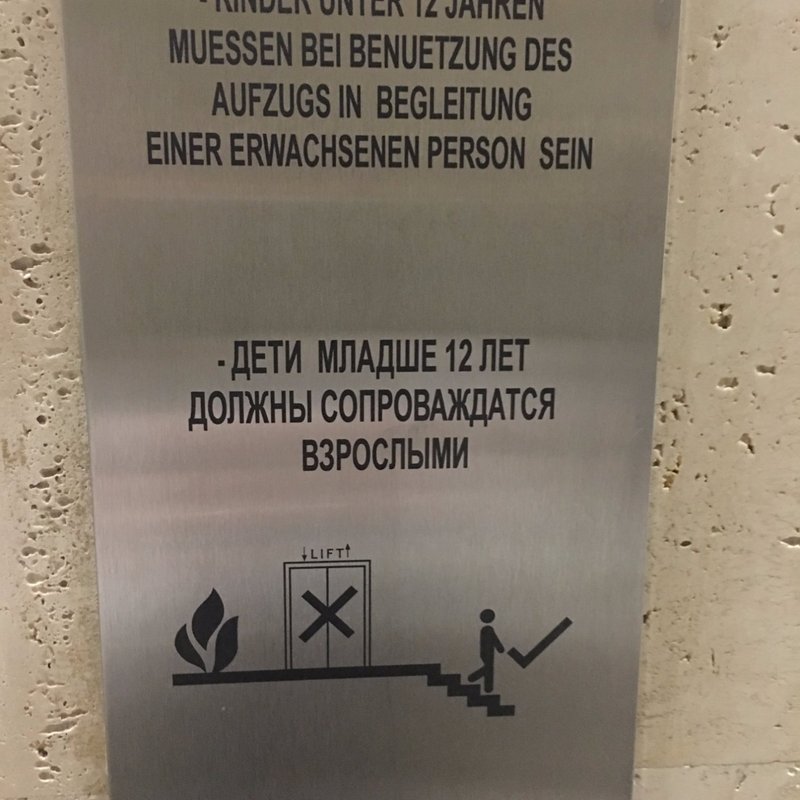 - KINDER UNTER 12 JAHREN
MUESSEN BEI BENUETZUNG DES
AUFZUGS IN BEGLEITUNG
EINER ERWACHSENEN PERSON SEIN
- ДЕТИ МЛАДШЕ 12 ЛЕТ
ДОЛЖНЫ СОПРОВАЖДАТСЯ
ВЗРОСЛЫМИ
↓LIFT↑